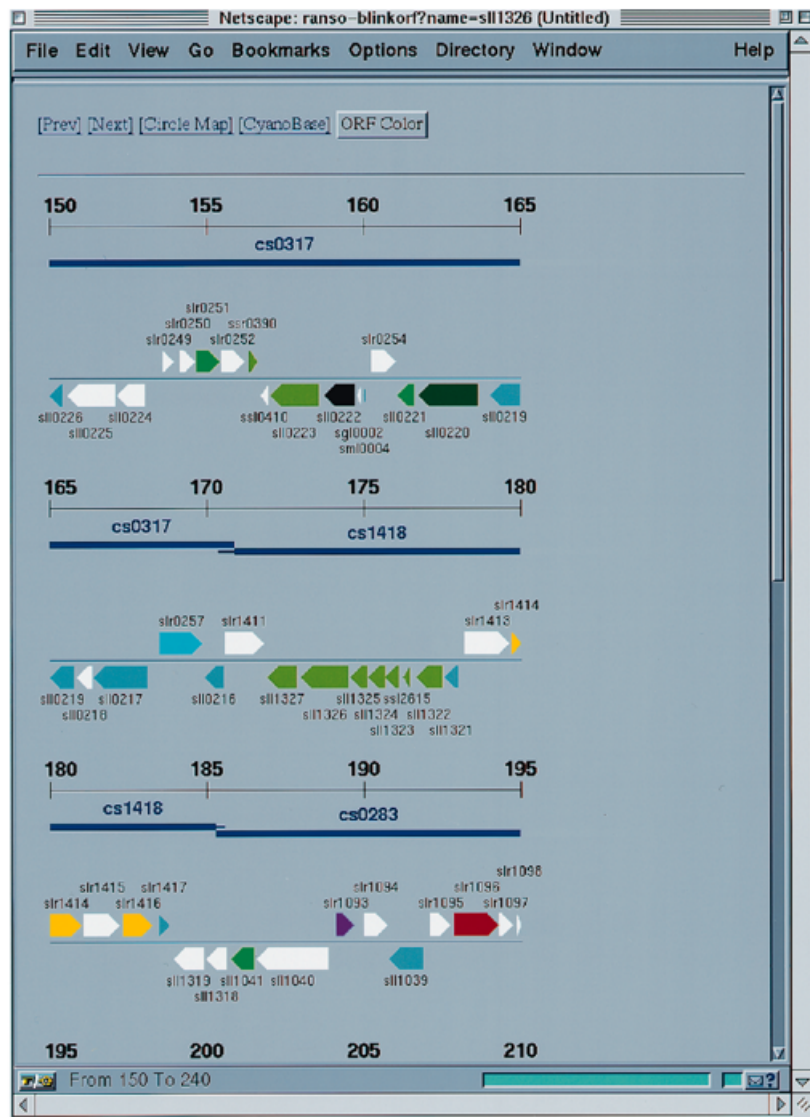 Netscape: ranso-blinkorf?name=sll1326 (Untitled)
File Edit View Go Bookmarks Options Directory Window Help
[Prev] [Next] [Circle Map] [CyanoBase] ORF Color
150 155 160 165
cs0317
slr0251
slr0250 ssr0390
slr0249 slr0252 slr0254
sll0226 sll0224 ssl0410 sll0222 sll0221 sll0219
sll0225 sll0223 sgl0002 sll0220
sml0004
165 170 175 180
cs0317 cs1418
slr1414
slr0257 slr1411 slr1413
sll0219 sll0217 sll0216 sll1327 sll1325 ssl2615
sll0218 sll1326 sll1324 sll1322
sll1323 sll1321
180 185 190 195
cs1418 cs0283
slr1098
slr1415 slr1417 slr1094 slr1096
slr1414 slr1416 slr1093 slr1095 slr1097
sll1319 sll1041 sll1040 sll1039
sll1318
195 200 205 210
From 150 To 240
?